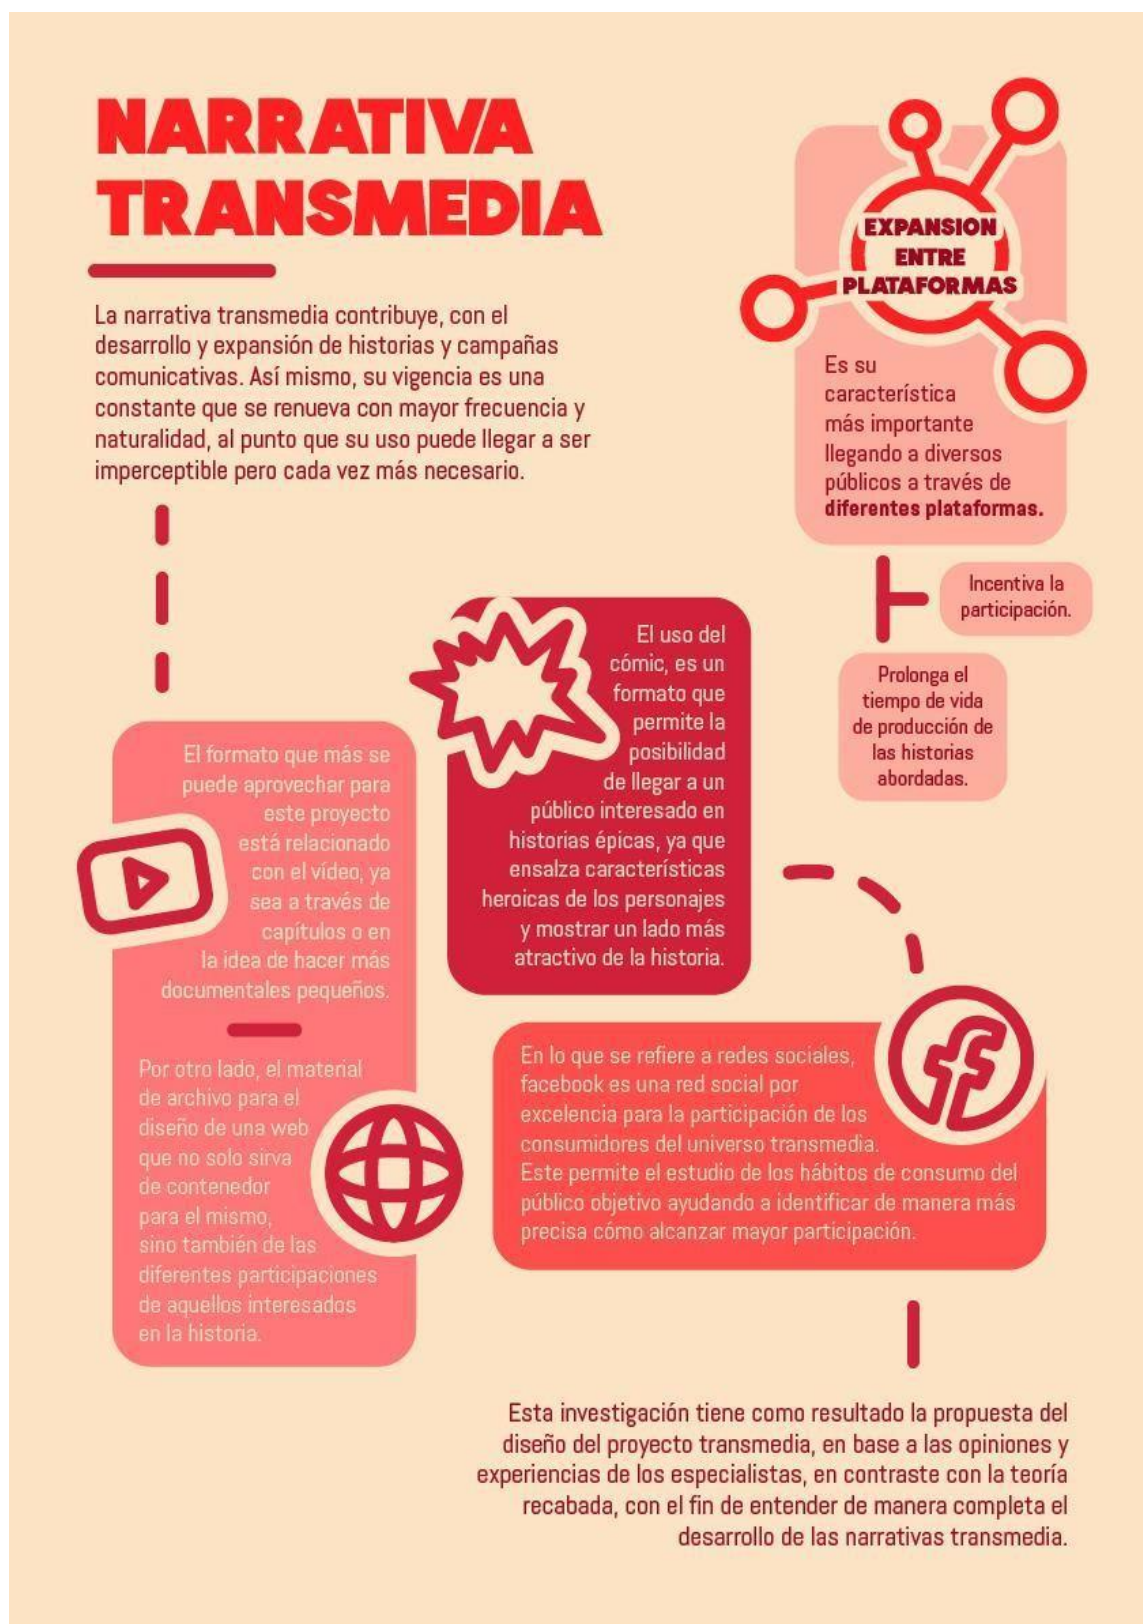 NARRATIVA
TRANSMEDIA
La narrativa transmedia contribuye, con el
desarrollo y expansión de historias y campañas
comunicativas. Así mismo, su vigencia es una
constante que se renueva con mayor frecuencia y
naturalidad, al punto que su uso puede llegar a ser
imperceptible pero cada vez más necesario.
EXPANSION
ENTRE
PLATAFORMAS
Es su
característica
más importante
llegando a diversos
públicos a través de
diferentes plataformas.
Incentiva la
participación.
Prolonga el
tiempo de vida
de producción de
las historias
abordadas.
El uso del
cómic, es un
formato que
permite la
posibilidad
de llegar a un
público interesado en
historias épicas, ya que
ensalza características
heroicas de los personajes
y mostrar un lado más
atractivo de la historia.
El formato que más se
puede aprovechar para
este proyecto
está relacionado
con el vídeo, ya
sea a través de
capítulos o en
la idea de hacer más
documentales pequeños.
Por otro lado, el material
de archivo para el
diseño de una web
que no solo sirva
de contenedor
para el mismo,
sino también de las
diferentes participaciones
de aquellos interesados
en la historia.
En lo que se refiere a redes sociales,
facebook es una red social por
excelencia para la participación de los
consumidores del universo transmedia.
Este permite el estudio de los hábitos de consumo del
público objetivo ayudando a identificar de manera más
precisa cómo alcanzar mayor participación.
Esta investigación tiene como resultado la propuesta del
diseño del proyecto transmedia, en base a las opiniones y
experiencias de los especialistas, en contraste con la teoría
recabada, con el fin de entender de manera completa el
desarrollo de las narrativas transmedia.